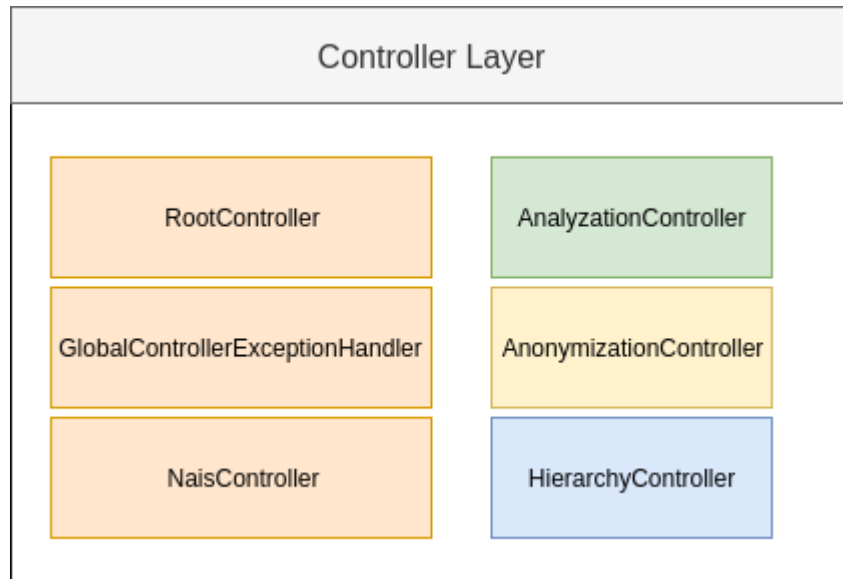 Controller Layer
RootController
AnalyzationController
GlobalControllerExceptionHandler
AnonymizationController
NaisController
HierarchyController